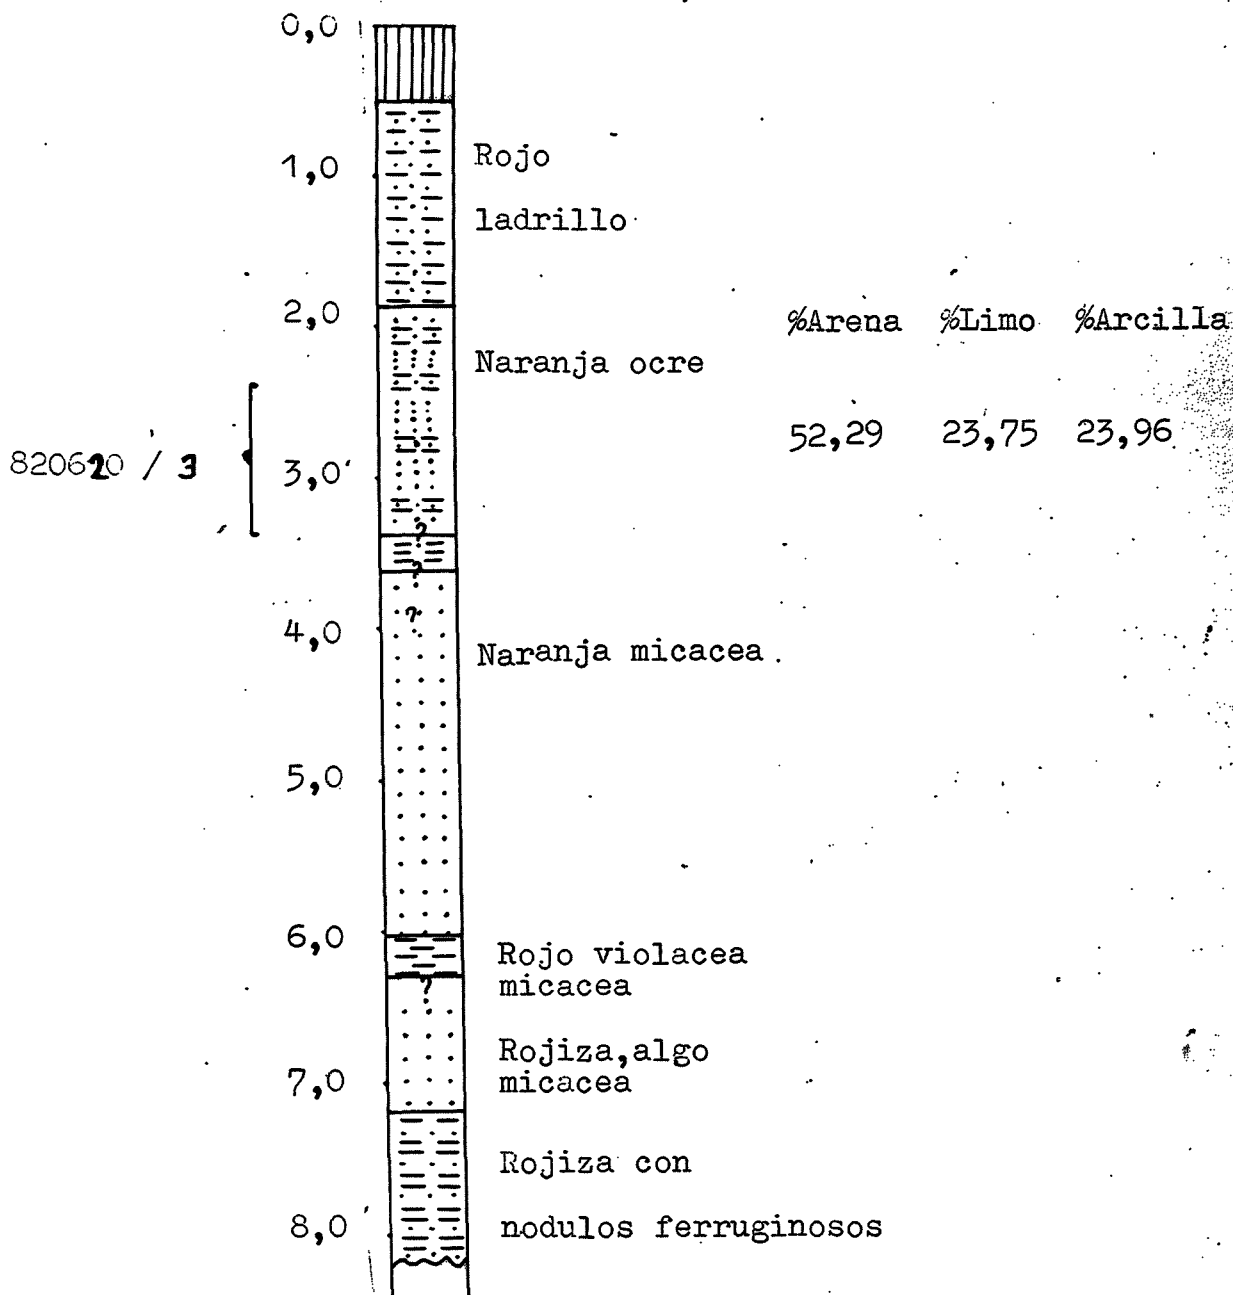 0,0
1,0
Rojo
ladrillo
2,0
%Arena %Limo %Arcilla
Naranja ocre
52,29 23,75 23,96
820620 / 3
3,0
?
?
?
4,0
Naranja micacea.
5,0
6,0
Rojo violacea
micacea
?
Rojiza,algo
7,0
micacea
Rojiza con
8,0
nodulos ferruginosos